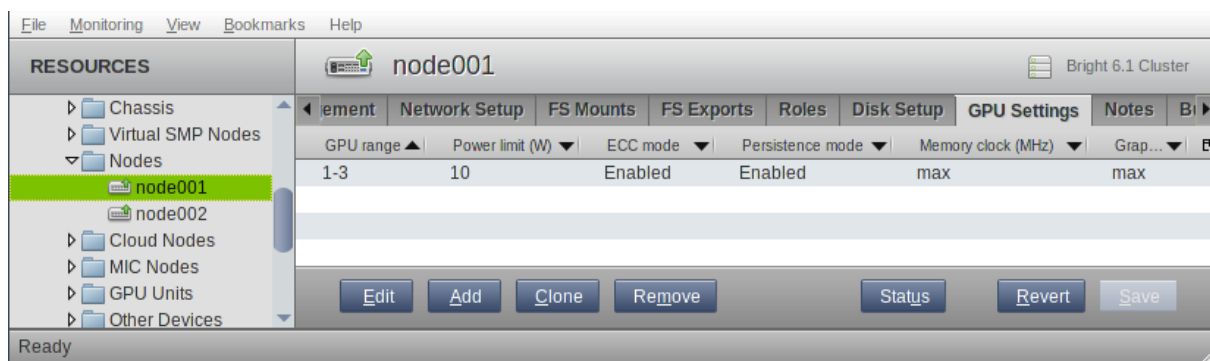 File Monitoring View Bookmarks Help
RESOURCES
node001
Bright 6.1 Cluster
Chassis
Virtual SMP Nodes
Nodes
node001
node002
Cloud Nodes
MIC Nodes
GPU Units
Other Devices
ement Network Setup FS Mounts FS Exports Roles Disk Setup GPU Settings Notes
GPU range Power limit (W) ECC mode Persistence mode Memory clock (MHz) Grap...
1-3 10 Enabled Enabled max max
Edit Add Clone Remove Status Revert Save
Ready